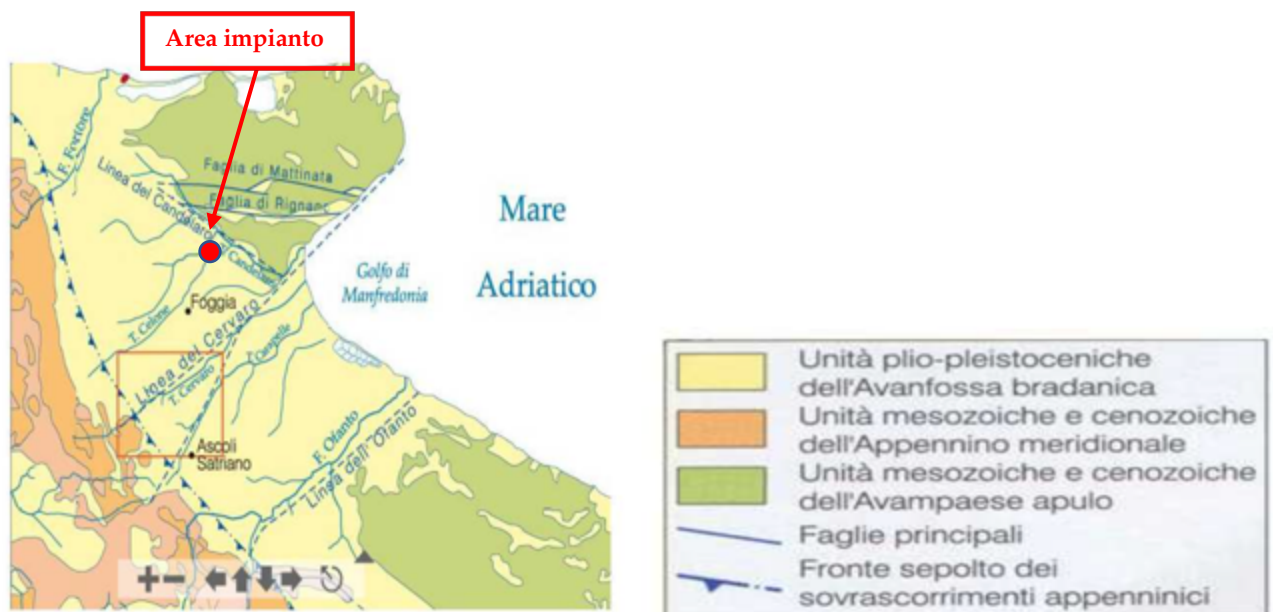 Area impianto
F. Fortore
Faglia di Mattinata
Linea del Candelaro
Faglia di Rignano
Mare
Adriatico
Golfo di
Manfredonia
Foggia
T. Celone
Linea del Cervaro
T. Carapelle
T. Cervaro
Ascoli
Satriano
F. Ofanto
Linea dell'Ofanto
Unità plio-pleistoceniche
dell'Avanfossa bradanica
Unità mesozoiche e cenozoiche
dell'Appennino meridionale
Unità mesozoiche e cenozoiche
dell'Avampaese apulo
Faglie principali
Fronte sepolto dei
sovrascorrimenti appenninici